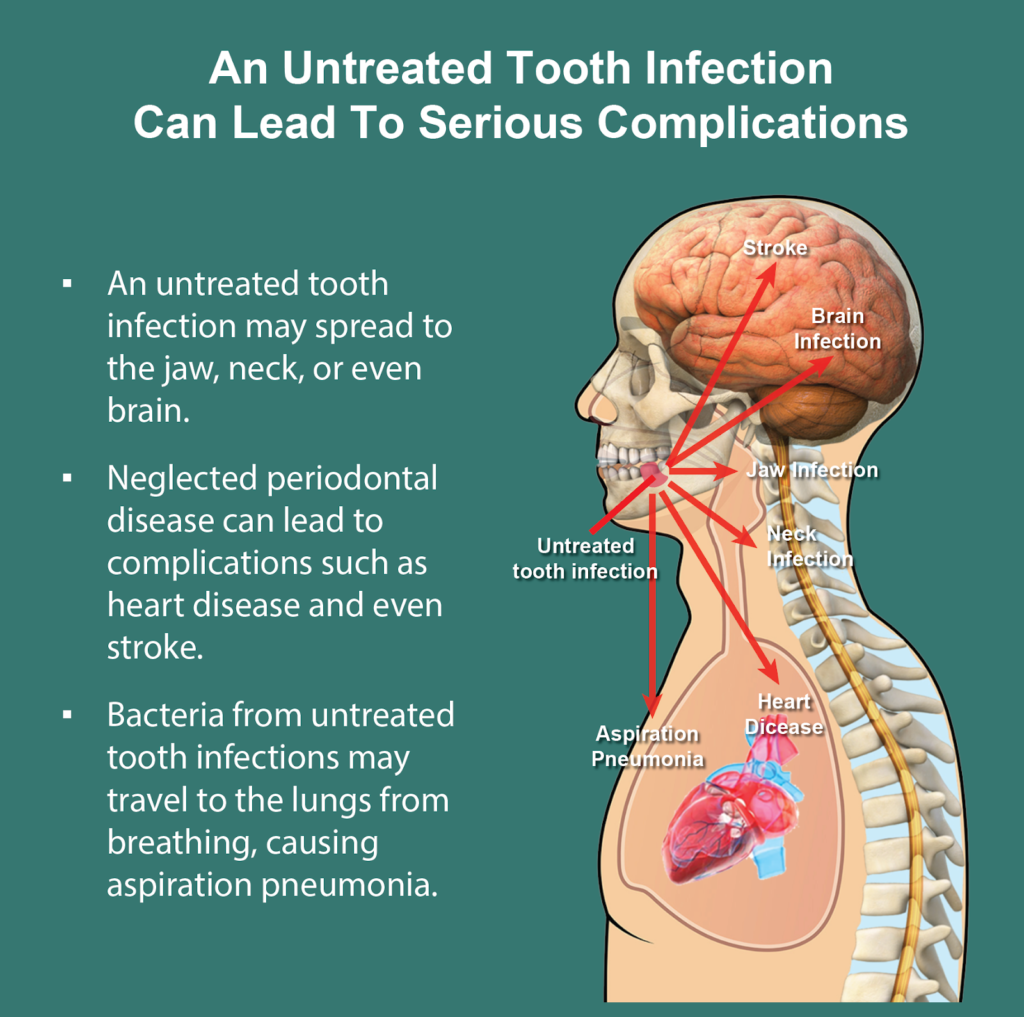 An Untreated Tooth Infection
Can Lead To Serious Complications
▪ An untreated tooth
infection may spread to
the jaw, neck, or even
brain.
▪ Neglected periodontal
disease can lead to
complications such as
heart disease and even
stroke.
▪ Bacteria from untreated
tooth infections may
travel to the lungs from
breathing, causing
aspiration pneumonia.
Stroke
Brain
Infection
Jaw Infection
Neck
Infection
Untreated
tooth infection
Heart
Dicease
Aspiration
Pneumonia